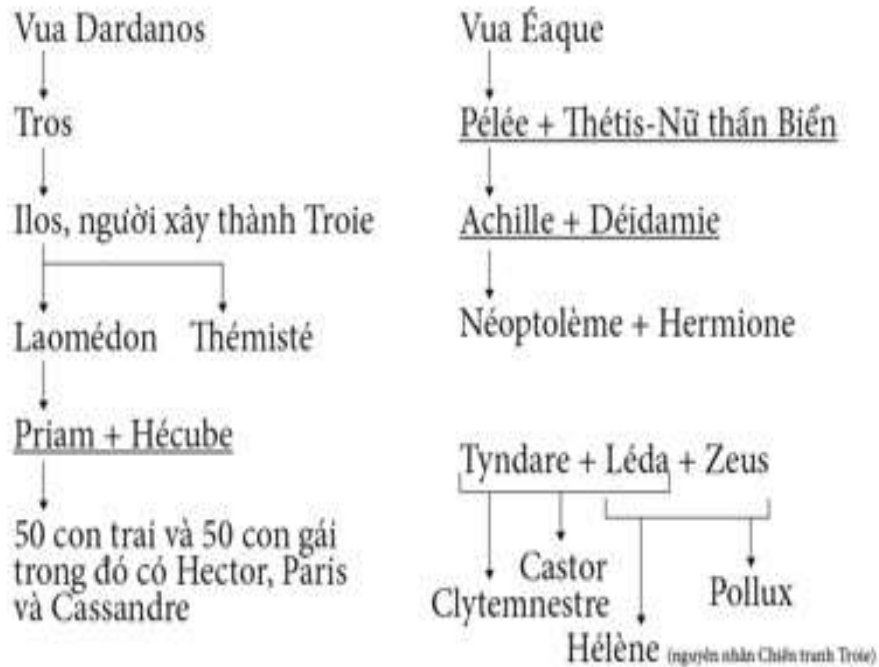 Vua Dardanos
Tros
Ilos, người xây thành Troie
Laomédon Thémisté
Priam + Hécube
50 con trai và 50 con gái
trong đó có Hector, Paris
và Cassandre
Vua Éaque
Pélée + Thétis-Nữ thần Biển
Achille + Déidamie
Néoptolème + Hermione
Tyndare + Léda + Zeus
Castor
Clytemnestre
Pollux
Hélène (nguyên nhân Chiến tranh Troie)